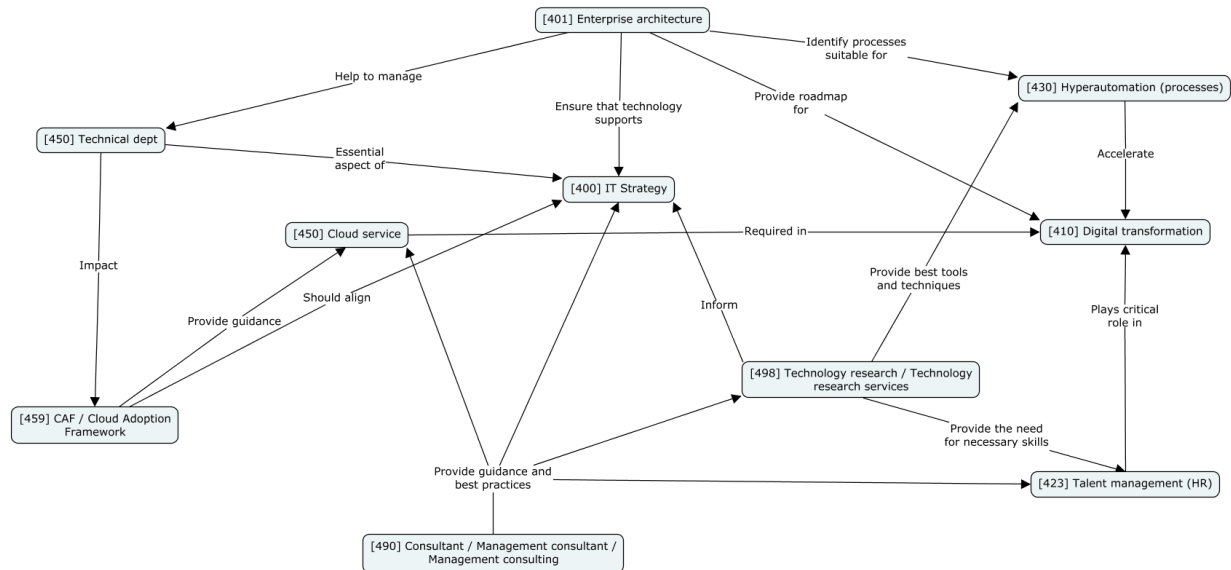 [401] Enterprise architecture
Identify processes
suitable for
Help to manage
[430] Hyperautomation (processes)
Ensure that technology
supports
Provide roadmap
for
[450] Technical dept
Essential
aspect of
Accelerate
[400] IT Strategy
[450] Cloud service
Required in
[410] Digital transformation
Impact
Should align
Provide guidance
Inform
Provide best tools
and techniques
Plays critical
role in
[498] Technology research / Technology
research services
[459] CAF / Cloud Adoption
Framework
Provide the need
for necessary skills
Provide guidance and
best practices
[423] Talent management (HR)
[490] Consultant / Management consultant /
Management consulting